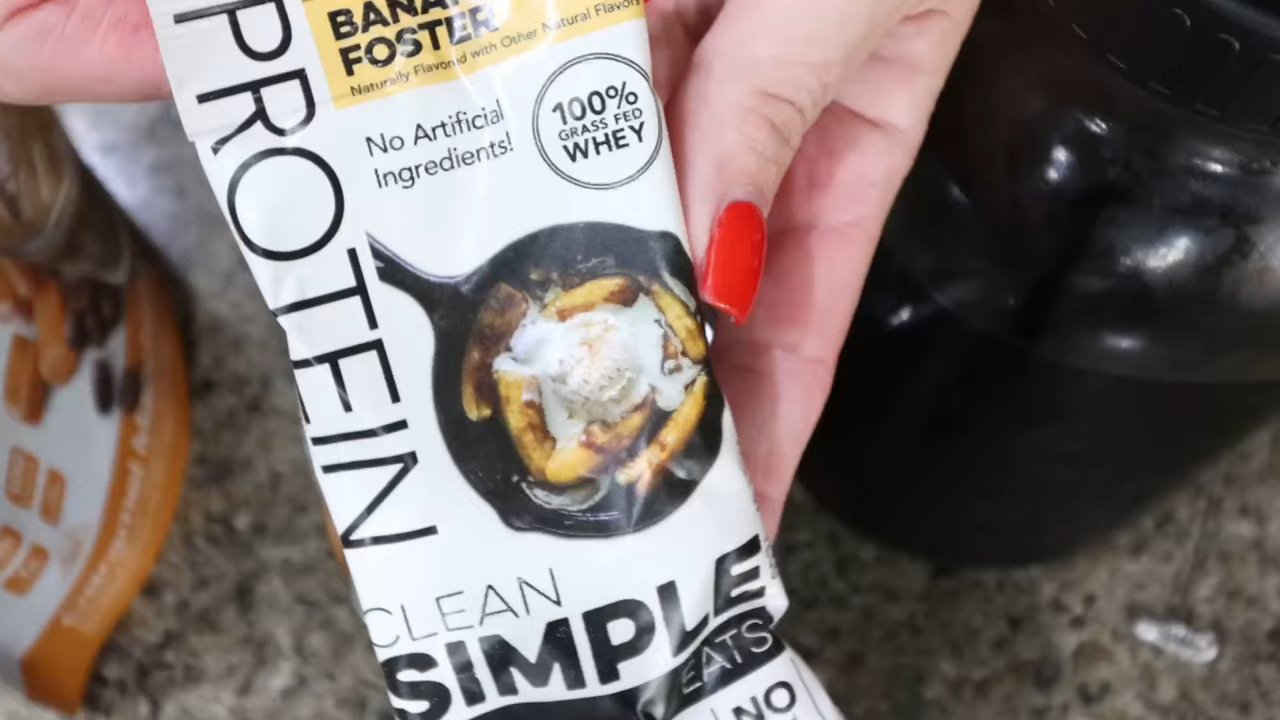 PROTEIN
FOSTER
Naturally Flavored with Other Natural Flavors
No Artificial
Ingredients!
100%
GRASS FED
WHEY
CLEAN
SIMPLE
EATS
NO